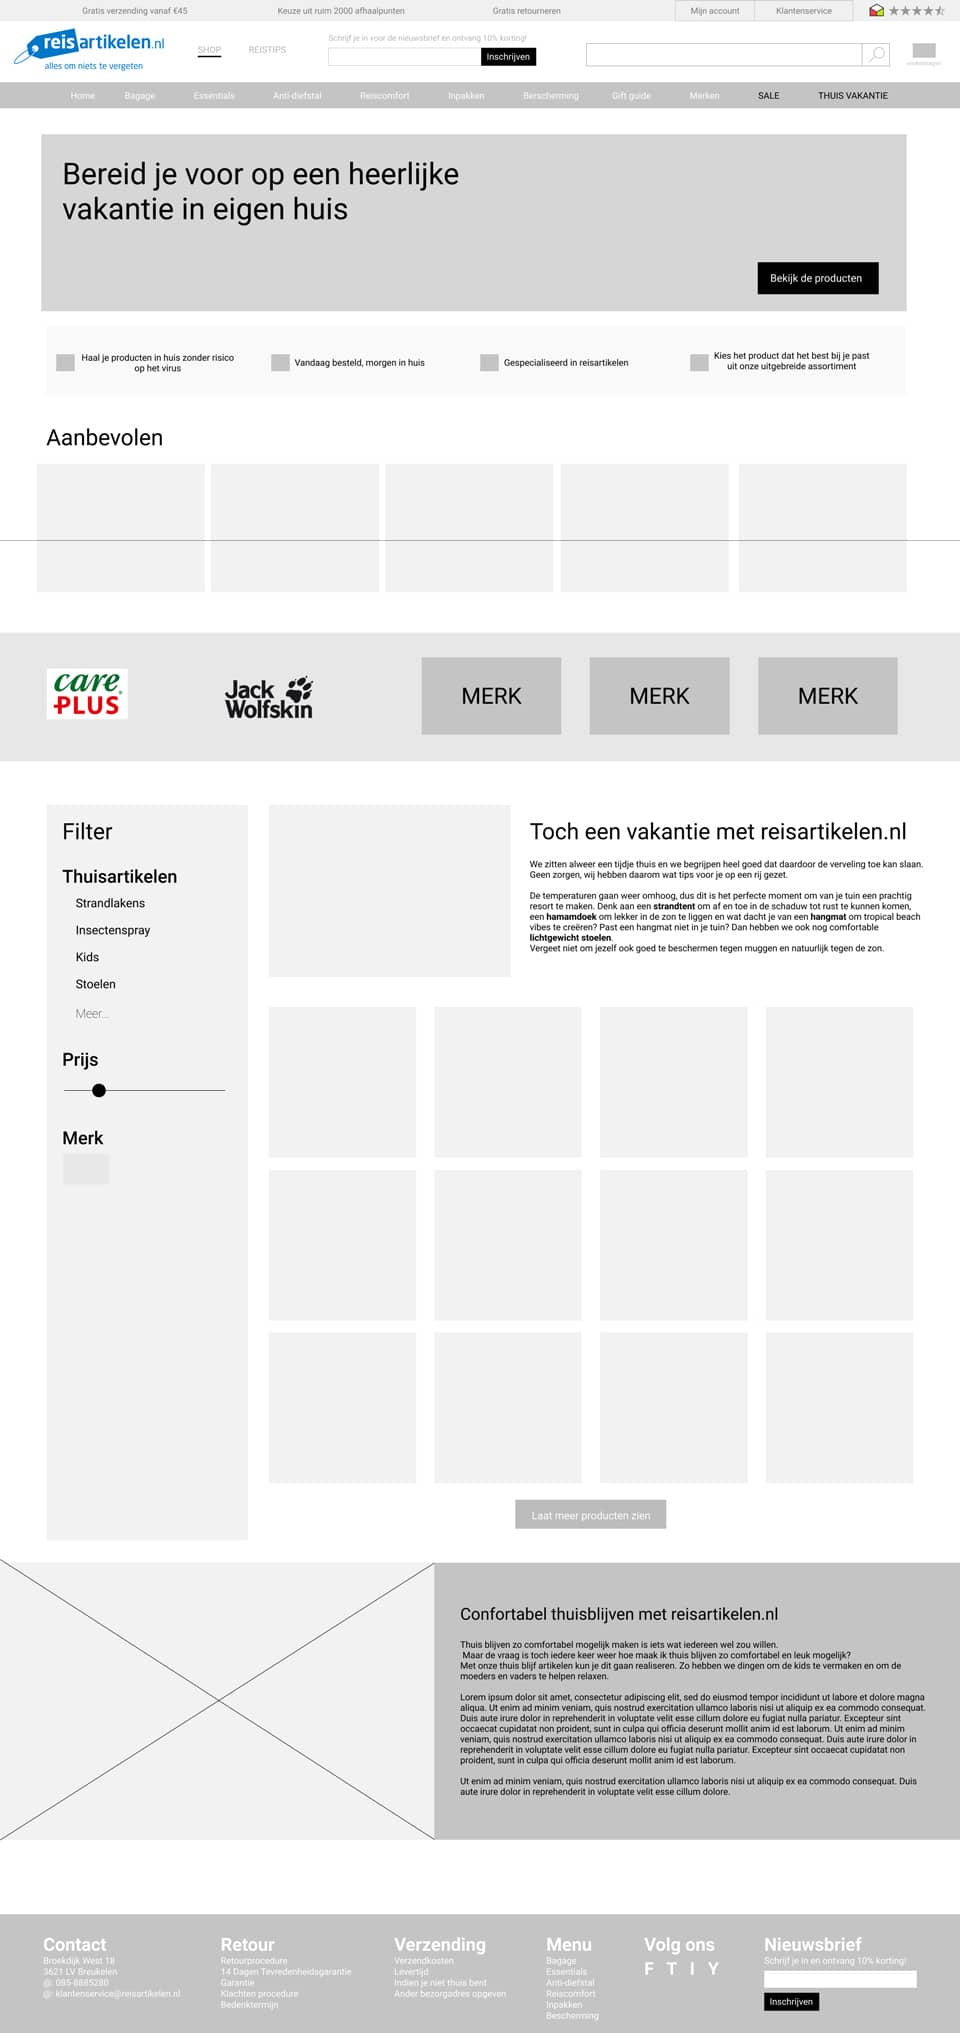 Gratis verzending vanaf €45
Keuze uit ruim 2000 afhaalpunten
Gratis retourneren
Mijn account
Klantenservice
reisartikelen.nl
alles om niets te vergeten
SHOP
REISTIPS
Schrijf je in voor de nieuwsbrief en ontvang 10% korting!
Inschrijven
winkelwagen
Home
Bagage
Essentials
Anti-diefstal
Reiscomfort
Inpakken
Berscherming
Gift guide
Merken
SALE
THUIS VAKANTIE
Bereid je voor op een heerlijke
vakantie in eigen huis
Bekijk de producten
Haal je producten in huis zonder risico
op het virus
Vandaag besteld, morgen in huis
Gespecialiseerd in reisartikelen
Kies het product dat het best bij je past
uit onze uitgebreide assortiment
Aanbevolen
care
PLUS
Jack
Wolfskin
MERK
MERK
MERK
Filter
Thuisartikelen
Strandlakens
Insectenspray
Kids
Stoelen
Meer...
Prijs
Merk
Toch een vakantie met reisartikelen.nl
We zitten alweer een tijdje thuis en we begrijpen heel goed dat daardoor de verveling toe kan slaan.
Geen zorgen, wij hebben daarom wat tips voor je op een rij gezet.
De temperaturen gaan weer omhoog, dus dit is het perfecte moment om van je tuin een prachtig
resort te maken. Denk aan een strandtent om af en toe in de schaduw tot rust te kunnen komen,
een hamamdoek om lekker in de zon te liggen en wat dacht je van een hangmat om tropical beach
vibes te creëren? Past een hangmat niet in je tuin? Dan hebben we ook nog comfortable
lichtgewicht stoelen.
Vergeet niet om jezelf ook goed te beschermen tegen muggen en natuurlijk tegen de zon.
Laat meer producten zien
Confortabel thuisblijven met reisartikelen.nl
Thuis blijven zo comfortabel mogelijk maken is iets wat iedereen wel zou willen.
Maar de vraag is toch iedere keer weer hoe maak ik thuis blijven zo comfortabel en leuk mogelijk?
Met onze thuis blijf artikelen kun je dit gaan realiseren. Zo hebben we dingen om de kids te vermaken en om de
moeders en vaders te helpen relaxen.
Lorem ipsum dolor sit amet, consectetur adipiscing elit, sed do eiusmod tempor incididunt ut labore et dolore magna
aliqua. Ut enim ad minim veniam, quis nostrud exercitation ullamco laboris nisi ut aliquip ex ea commodo consequat.
Duis aute irure dolor in reprehenderit in voluptate velit esse cillum dolore eu fugiat nulla pariatur. Excepteur sint
occaecat cupidatat non proident, sunt in culpa qui officia deserunt mollit anim id est laborum. Ut enim ad minim
veniam, quis nostrud exercitation ullamco laboris nisi ut aliquip ex ea commodo consequat. Duis aute irure dolor in
reprehenderit in voluptate velit esse cillum dolore eu fugiat nulla pariatur. Excepteur sint occaecat cupidatat non
proident, sunt in culpa qui officia deserunt mollit anim id est laborum.
Ut enim ad minim veniam, quis nostrud exercitation ullamco laboris nisi ut aliquip ex ea commodo consequat. Duis
aute irure dolor in reprehenderit in voluptate velit esse cillum dolore.
Contact
Broekdijk West 18
3621 LV Breukelen
@: 085-8885280
@: klantenservice@reisartikelen.nl
Retour
Retourprocedure
14 Dagen Tevredenheidsgarantie
Garantie
Klachten procedure
Bedenktermijn
Verzending
Verzendkosten
Levertijd
Indien je niet thuis bent
Ander bezorgadres opgeven
Menu
Bagage
Essentials
Anti-diefstal
Reiscomfort
Inpakken
Bescherming
Volg ons
F T I Y
Nieuwsbrief
Schrijf je in en ontvang 10% korting!
Inschrijven